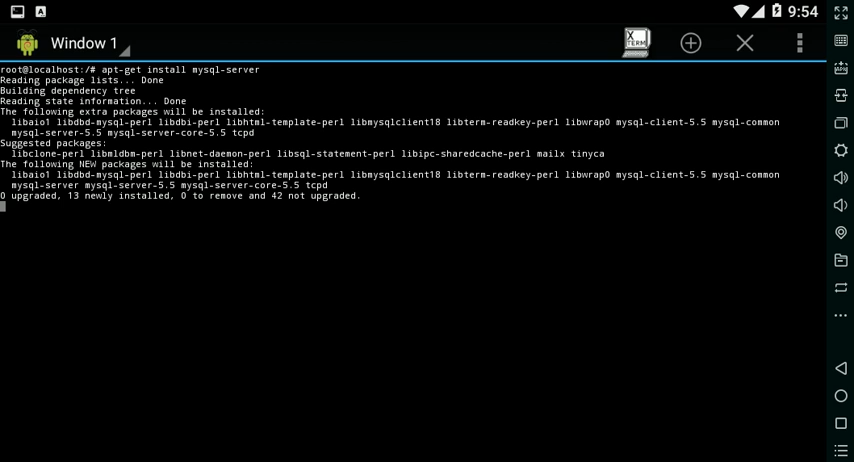 9:54
Window 1
X
TERM
root@localhost:/# apt-get install mysql-server
Reading package lists... Done
Building dependency tree
Reading state information... Done
The following extra packages will be installed:
libaio1 libdbd-mysql-perl libdbi-perl libhtml-template-perl libmysqlclient18 libterm-readkey-perl libwrap0 mysql-client-5.5 mysql-common
mysql-server-5.5 mysql-server-core-5.5 tcpd
Suggested packages:
libclone-perl libmldbm-perl libnet-daemon-perl libsql-statement-perl libipc-sharedcache-perl mailx tinyca
The following NEW packages will be installed:
libaio1 libdbd-mysql-perl libdbi-perl libhtml-template-perl libmysqlclient18 libterm-readkey-perl libwrap0 mysql-client-5.5 mysql-common
mysql-server mysql-server-5.5 mysql-server-core-5.5 tcpd
0 upgraded, 13 newly installed, 0 to remove and 42 not upgraded.